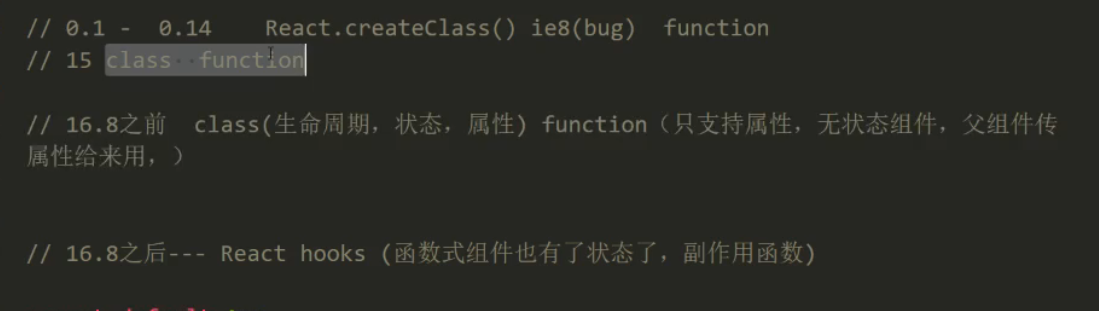 // 0.1 -  0.14    React.createClass() ie8(bug)  function
// 15 class  function
// 16.8之前  class(生命周期，状态，属性) function（只支持属性，无状态组件，父组件传
属性给来用，）
// 16.8之后--- React hooks (函数式组件也有了状态了，副作用函数)